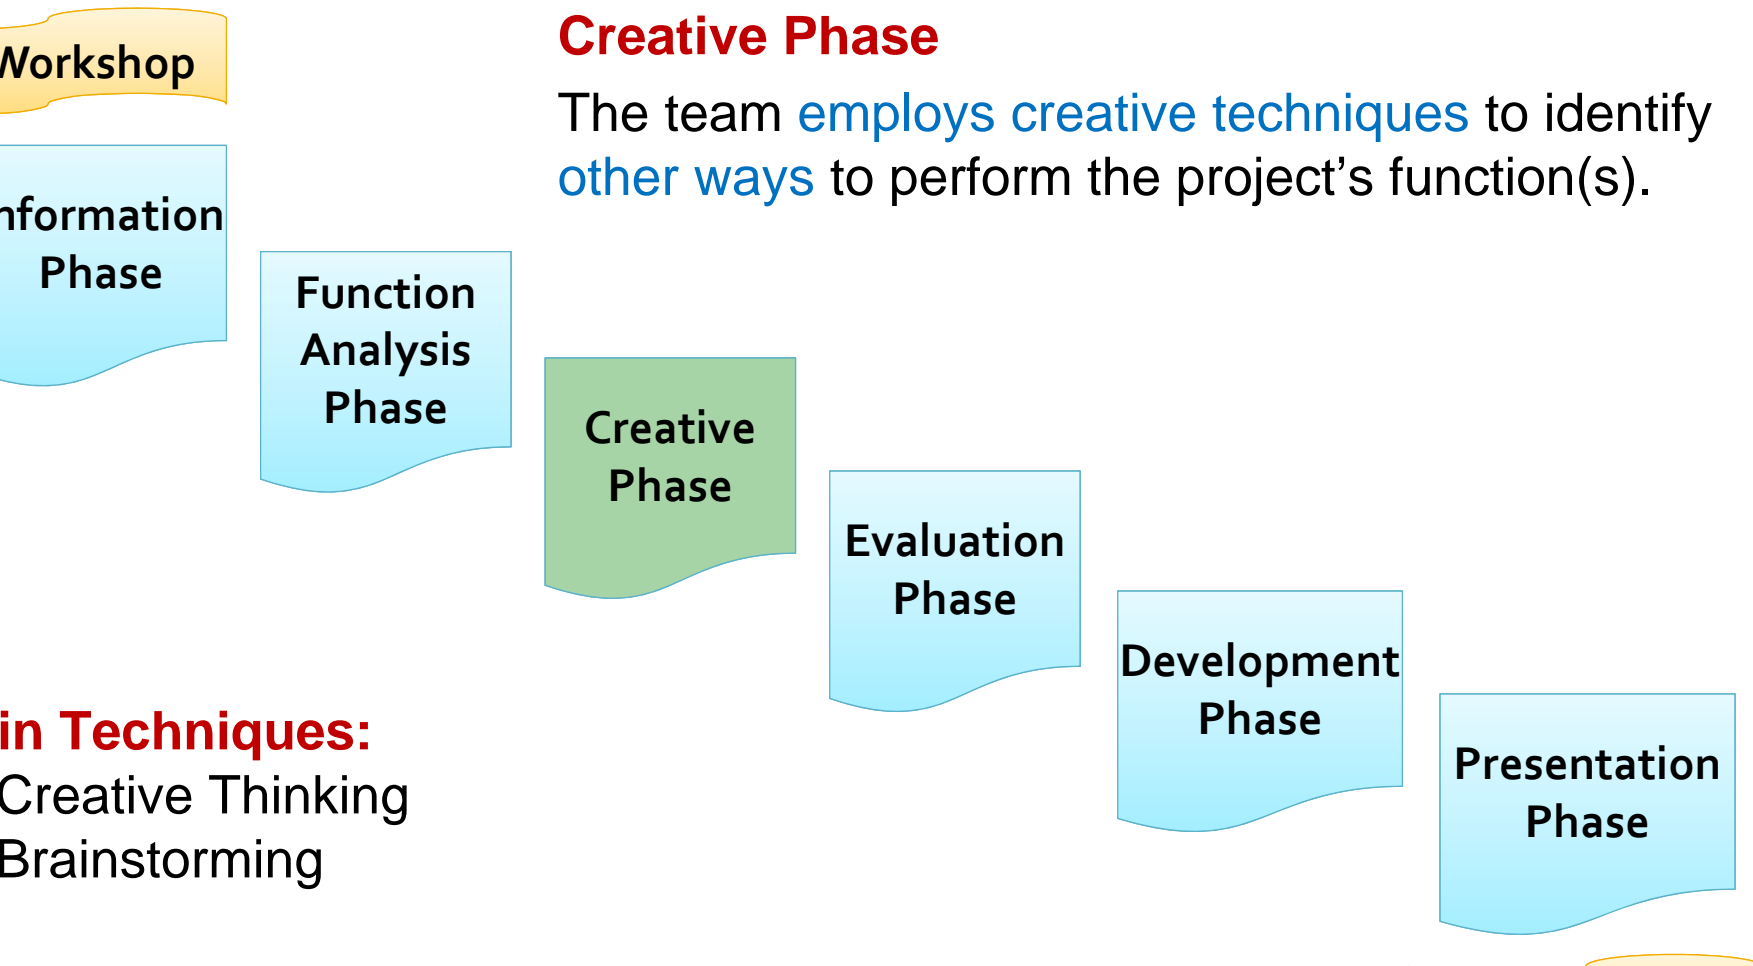 Workshop
Creative Phase
The team employs creative techniques to identify
other ways to perform the project’s function(s).
nformation
Phase
Function
Analysis
Phase
Creative
Phase
Evaluation
Phase
Development
Phase
Presentation
Phase
in Techniques:
Creative Thinking
Brainstorming